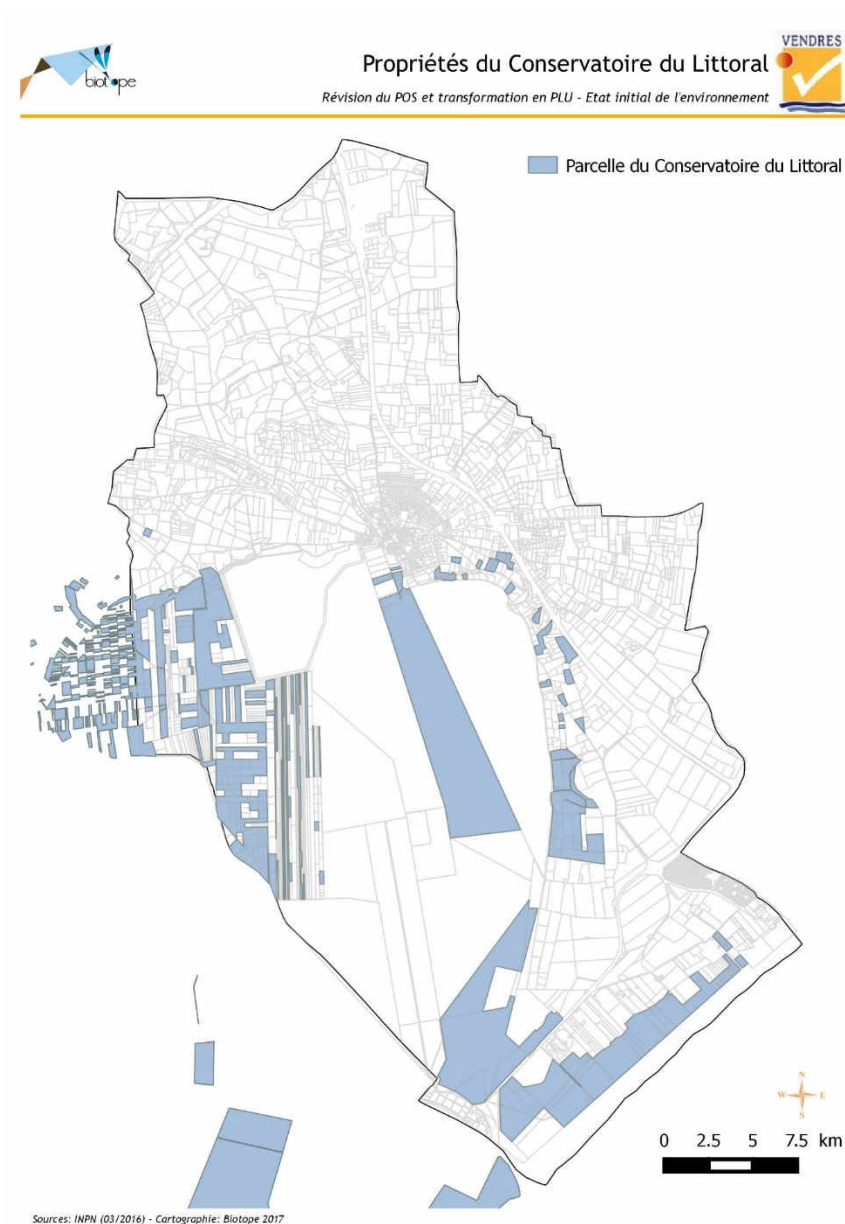 biotope
Propriétés du Conservatoire du Littoral
Révision du POS et transformation en PLU - Etat initial de l'environnement
VENDRES
Parcelle du Conservatoire du Littoral
N
W E
S
0 2.5 5 7.5 km
Sources: INPN (03/2016) - Cartographie: Biotope 2017